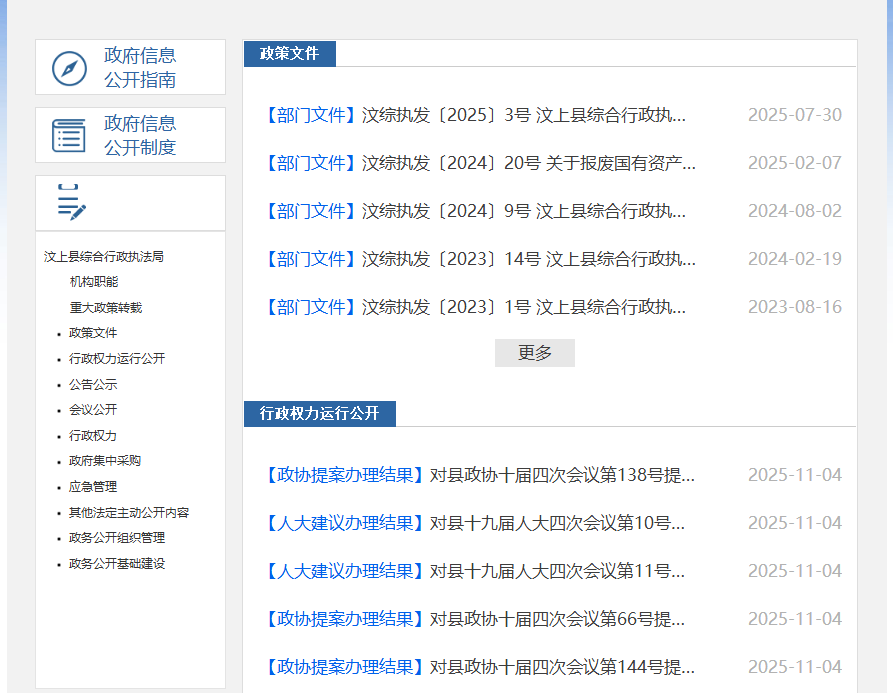 政府信息
公开指南
政府信息
公开制度
汶上县综合行政执法局
机构职能
重大政策转载
政策文件
行政权力运行公开
公告公示
会议公开
行政权力
政府集中采购
应急管理
其他法定主动公开内容
政务公开组织管理
政务公开基础建设
政策文件
【部门文件】汶综执发〔2025〕3号 汶上县综合行政执... 2025-07-30
【部门文件】汶综执发〔2024〕20号 关于报废国有资产... 2025-02-07
【部门文件】汶综执发〔2024〕9号 汶上县综合行政执... 2024-08-02
【部门文件】汶综执发〔2023〕14号 汶上县综合行政执... 2024-02-19
【部门文件】汶综执发〔2023〕1号 汶上县综合行政执... 2023-08-16
更多
行政权力运行公开
【政协提案办理结果】对县政协十届四次会议第138号提... 2025-11-04
【人大建议办理结果】对县十九届人大四次会议第10号... 2025-11-04
【人大建议办理结果】对县十九届人大四次会议第11号... 2025-11-04
【政协提案办理结果】对县政协十届四次会议第66号提... 2025-11-04
【政协提案办理结果】对县政协十届四次会议第144号提... 2025-11-04